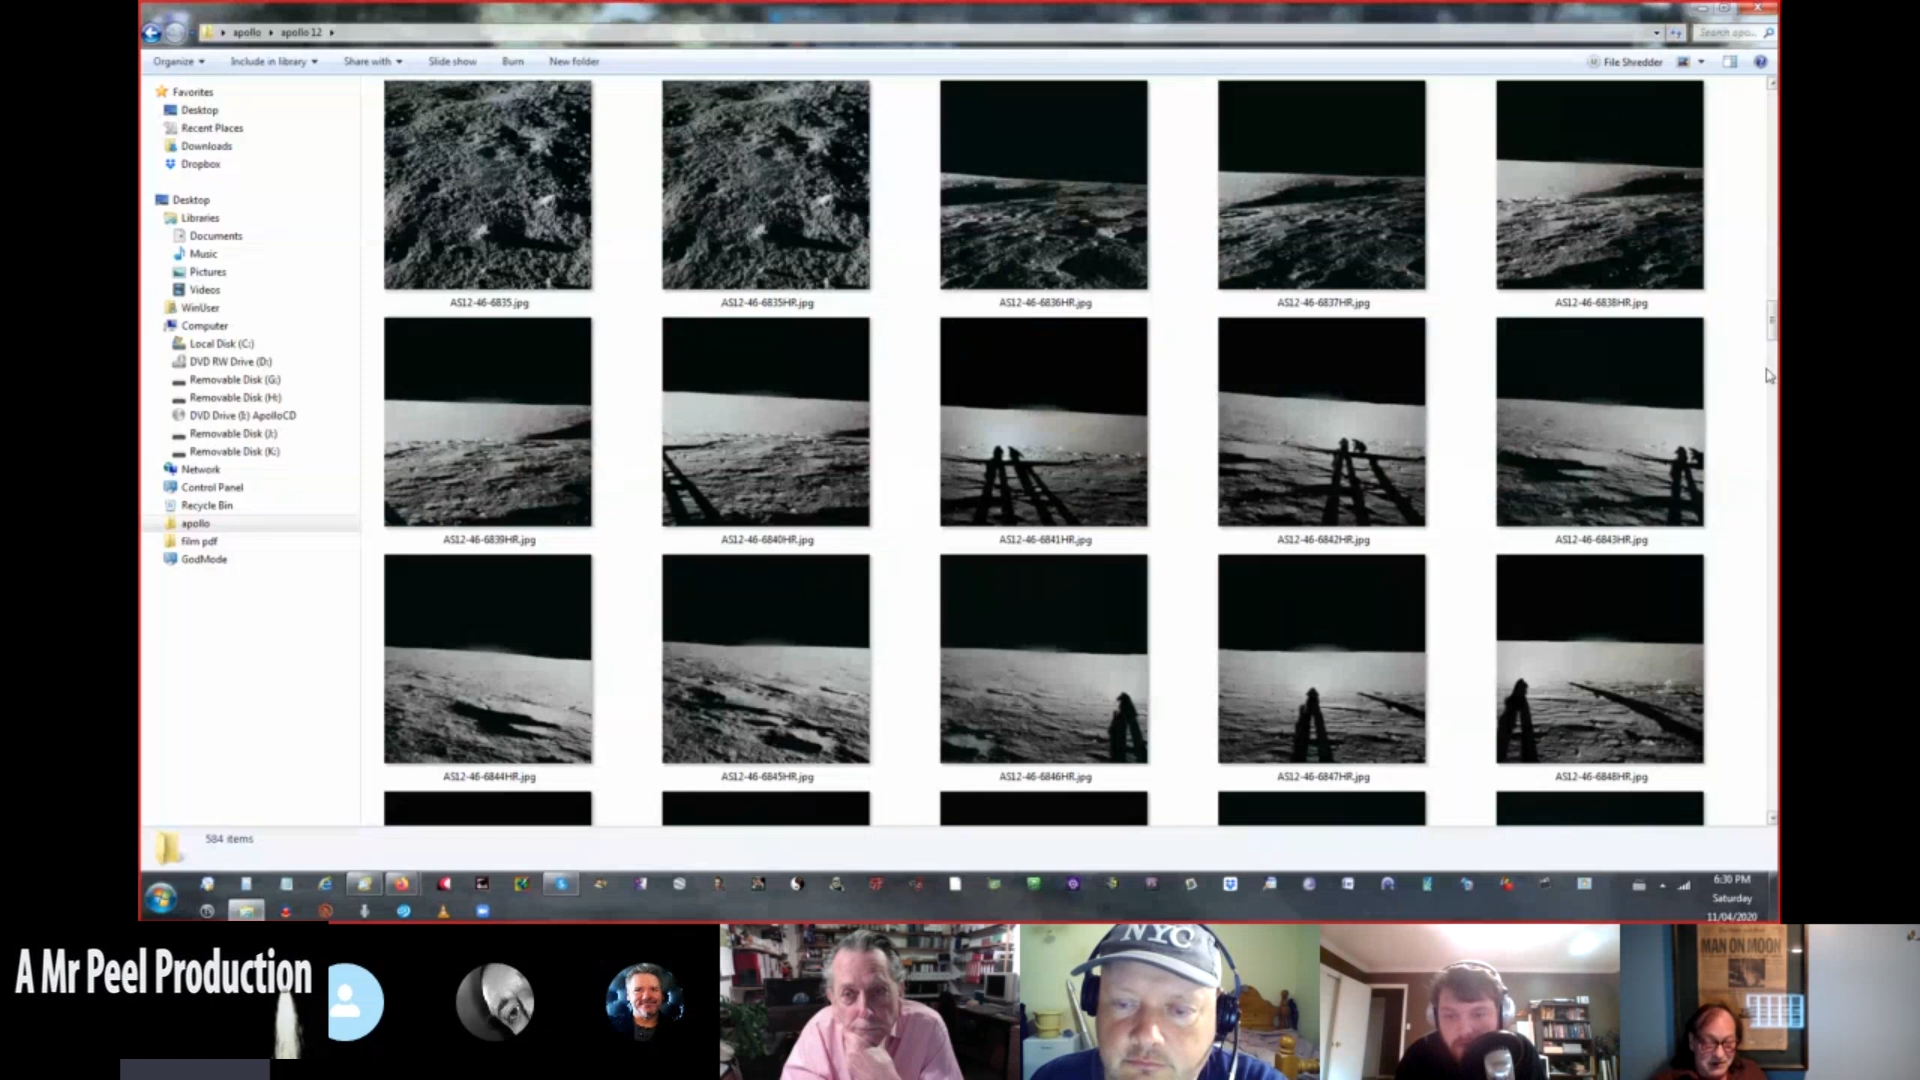 apollo apollo 12
Search apo...
Organize Include in library Share with Slide show Burn New folder
File Shredder
Favorites
Desktop
Recent Places
Downloads
Dropbox
Desktop
Libraries
Documents
Music
Pictures
Videos
WinUser
Computer
Local Disk (C:)
DVD RW Drive (D:)
Removable Disk (G:)
Removable Disk (H:)
DVD Drive (I:) ApolloCD
Removable Disk (J:)
Removable Disk (K:)
Network
Control Panel
Recycle Bin
apollo
film pdf
GodMode
AS12-46-6835.jpg AS12-46-6835HR.jpg AS12-46-6836HR.jpg AS12-46-6837HR.jpg AS12-46-6838HR.jpg
AS12-46-6839HR.jpg AS12-46-6840HR.jpg AS12-46-6841HR.jpg AS12-46-6842HR.jpg AS12-46-6843HR.jpg
AS12-46-6844HR.jpg AS12-46-6845HR.jpg AS12-46-6846HR.jpg AS12-46-6847HR.jpg AS12-46-6848HR.jpg
584 items
6:30 PM
Saturday
11/04/2020
A Mr Peel Production
NYC
MAN ON MOON